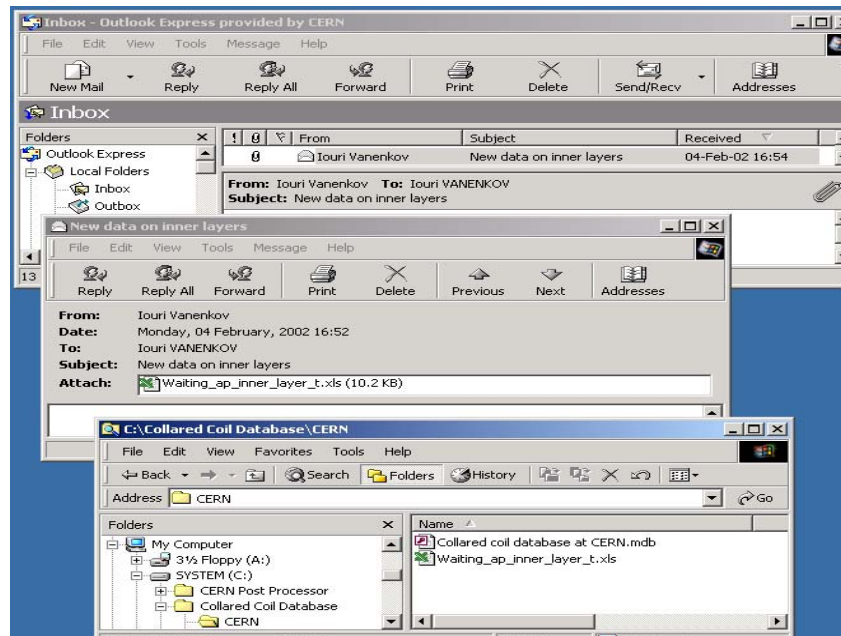 Inbox - Outlook Express provided by CERN
File Edit View Tools Message Help
New Mail Reply Reply All Forward Print Delete Send/Recv Addresses
Inbox
Folders
! From Subject Received
Outlook Express
Iouri Vanenkov New data on inner layers 04-Feb-02 16:54
Local Folders
Inbox
Outbox
From: Iouri Vanenkov To: Iouri VANENKOV
Subject: New data on inner layers
13
New data on inner layers
File Edit View Tools Message Help
Reply Reply All Forward Print Delete Previous Next Addresses
From: Iouri Vanenkov
Date: Monday, 04 February, 2002 16:52
To: Iouri VANENKOV
Subject: New data on inner layers
Attach: Waiting_ap_inner_layer_t.xls (10.2 KB)
C:\Collared Coil Database\CERN
File Edit View Favorites Tools Help
Back Search Folders History
Address CERN Go
Folders
Name
My Computer
3½ Floppy (A:)
SYSTEM (C:)
CERN Post Processor
Collared Coil Database
CERN
Collared coil database at CERN.mdb
Waiting_ap_inner_layer_t.xls